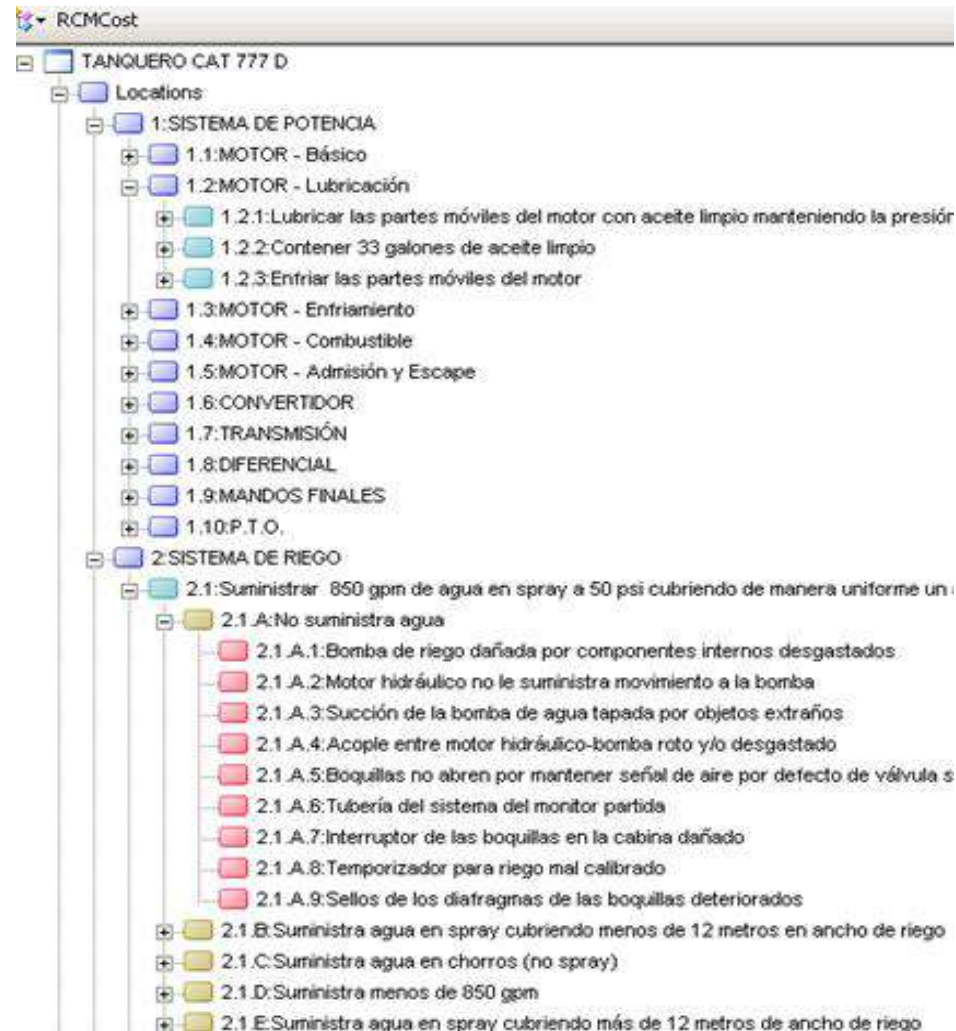 RCMCost
TANQUERO CAT 777 D
Locations
1:SISTEMA DE POTENCIA
1.1:MOTOR - Básico
1.2:MOTOR - Lubricación
1.2.1:Lubricar las partes móviles del motor con aceite limpio manteniendo la presión
1.2.2:Contener 33 galones de aceite limpio
1.2.3:Enfriar las partes móviles del motor
1.3:MOTOR - Enfriamiento
1.4:MOTOR - Combustible
1.5:MOTOR - Admisión y Escape
1.6:CONVERTIDOR
1.7:TRANSMISIÓN
1.8:DIFERENCIAL
1.9:MANDOS FINALES
1.10:P.T.O.
2:SISTEMA DE RIEGO
2.1:Suministrar 850 gpm de agua en spray a 50 psi cubriendo de manera uniforme un
2.1.A:No suministra agua
2.1.A.1:Bomba de riego dañada por componentes internos desgastados
2.1.A.2:Motor hidráulico no le suministra movimiento a la bomba
2.1.A.3:Succión de la bomba de agua tapada por objetos extraños
2.1.A.4:Acople entre motor hidráulico-bomba roto y/o desgastado
2.1.A.5:Boquillas no abren por mantener señal de aire por defecto de válvula s
2.1.A.6:Tubería del sistema del monitor partida
2.1.A.7:Interruptor de las boquillas en la cabina dañado
2.1.A.8:Temporizador para riego mal calibrado
2.1.A.9:Sellos de los diafragmas de las boquillas deteriorados
2.1.B:Suministra agua en spray cubriendo menos de 12 metros en ancho de riego
2.1.C:Suministra agua en chorros (no spray)
2.1.D:Suministra menos de 850 gpm
2.1.E:Suministra agua en spray cubriendo más de 12 metros de ancho de riego